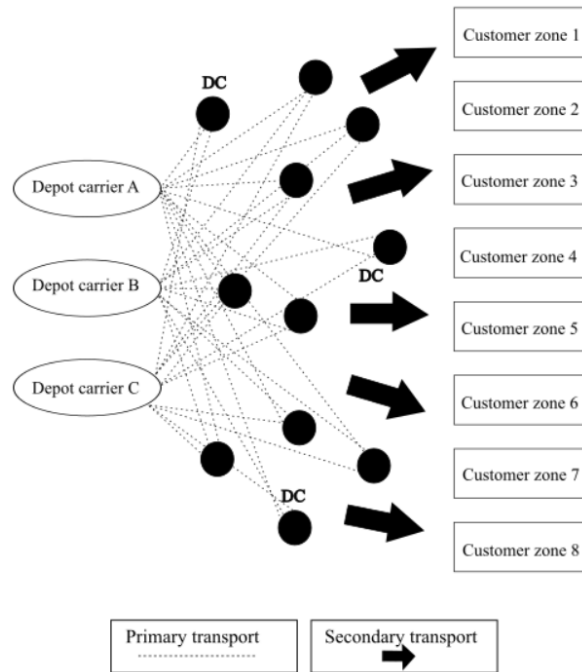 Customer zone 1
DC
Customer zone 2
Depot carrier A
Customer zone 3
Customer zone 4
DC
Depot carrier B
Customer zone 5
Depot carrier C
Customer zone 6
Customer zone 7
DC
Customer zone 8
Primary transport
Secondary transport